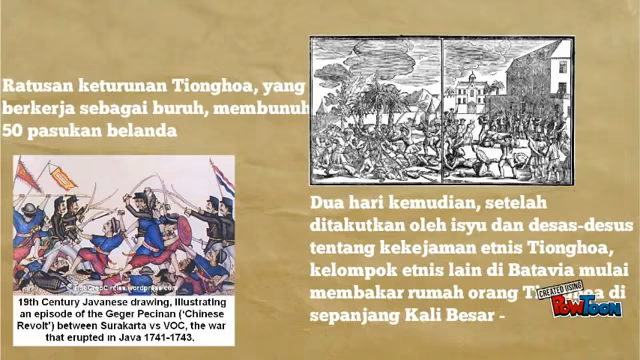 Ratusan keturunan Tionghoa, yang
berkerja sebagai buruh, membunuh
50 pasukan belanda
19th Century Javanese drawing, illustrating
an episode of the Geger Pecinan ('Chinese
Revolt') between Surakarta vs VOC, the war
that erupted in Java 1741-1743.
Dua hari kemudian, setelah
ditakutkan oleh isyu dan desas-desus
tentang kekejaman etnis Tionghoa,
kelompok etnis lain di Batavia mulai
membakar rumah orang di
sepanjang Kali Besar -
CREATED USING
POWTOON